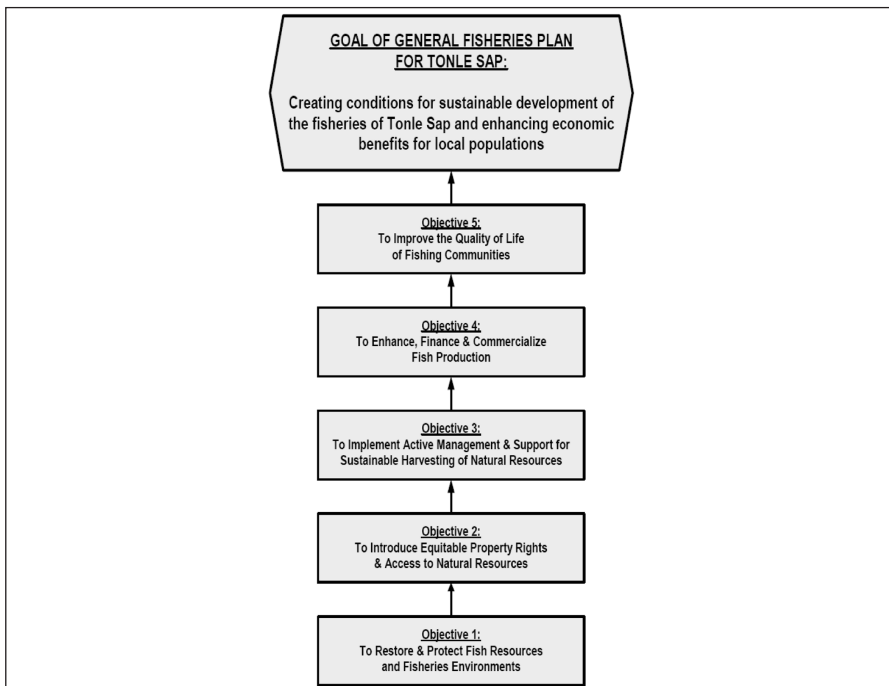 GOAL OF GENERAL FISHERIES PLAN
FOR TONLE SAP:
Creating conditions for sustainable development of
the fisheries of Tonle Sap and enhancing economic
benefits for local populations
Objective 5:
To Improve the Quality of Life
of Fishing Communities
Objective 4:
To Enhance, Finance & Commercialize
Fish Production
Objective 3:
To Implement Active Management & Support for
Sustainable Harvesting of Natural Resources
Objective 2:
To Introduce Equitable Property Rights
& Access to Natural Resources
Objective 1:
To Restore & Protect Fish Resources
and Fisheries Environments